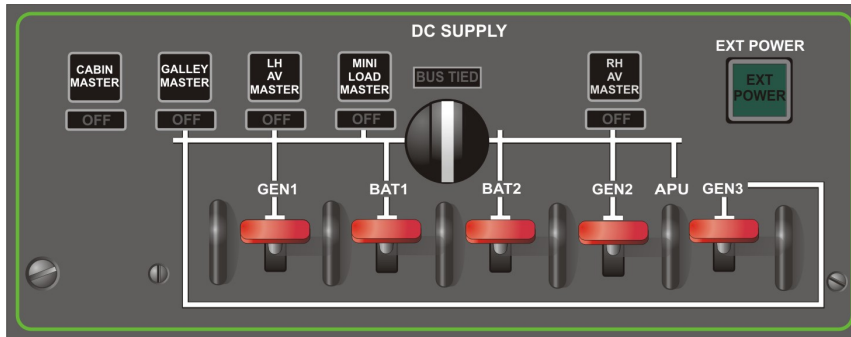 DC SUPPLY
EXT POWER
CABIN
MASTER
OFF
GALLEY
MASTER
OFF
LH
AV
MASTER
OFF
MINI
LOAD
MASTER
OFF
BUS TIED
RH
AV
MASTER
OFF
EXT
POWER
GEN1
BAT1
BAT2
GEN2
APU
GEN3